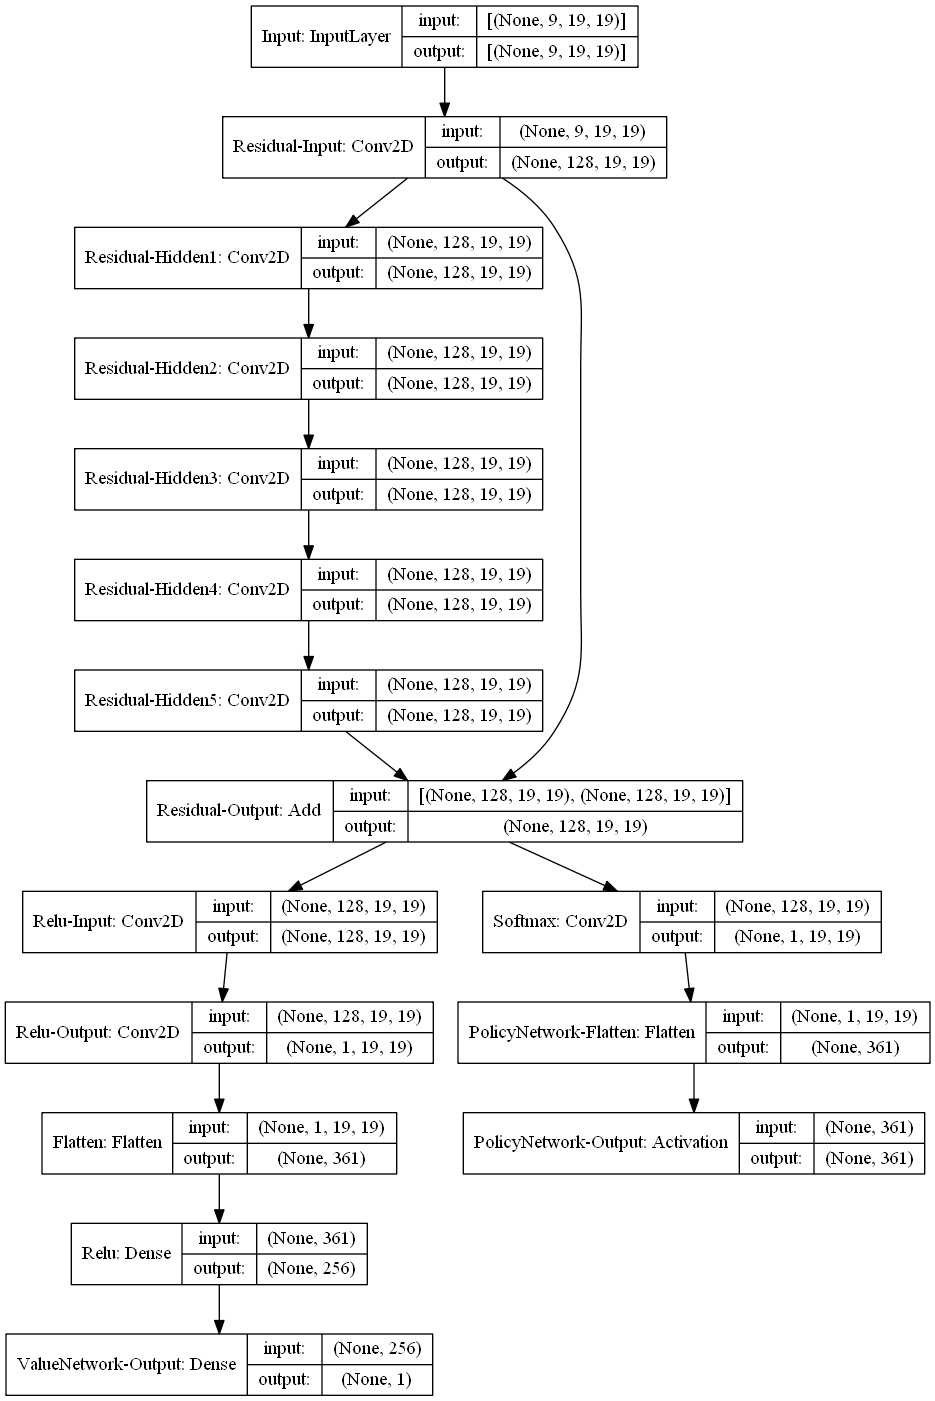 Input: InputLayer
input: [(None, 9, 19, 19)]
output: [(None, 9, 19, 19)]
Residual-Input: Conv2D
input: (None, 9, 19, 19)
output: (None, 128, 19, 19)
Residual-Hidden1: Conv2D
input: (None, 128, 19, 19)
output: (None, 128, 19, 19)
Residual-Hidden2: Conv2D
input: (None, 128, 19, 19)
output: (None, 128, 19, 19)
Residual-Hidden3: Conv2D
input: (None, 128, 19, 19)
output: (None, 128, 19, 19)
Residual-Hidden4: Conv2D
input: (None, 128, 19, 19)
output: (None, 128, 19, 19)
Residual-Hidden5: Conv2D
input: (None, 128, 19, 19)
output: (None, 128, 19, 19)
Residual-Output: Add
input: [(None, 128, 19, 19), (None, 128, 19, 19)]
output: (None, 128, 19, 19)
Relu-Input: Conv2D
input: (None, 128, 19, 19)
output: (None, 128, 19, 19)
Softmax: Conv2D
input: (None, 128, 19, 19)
output: (None, 1, 19, 19)
Relu-Output: Conv2D
input: (None, 128, 19, 19)
output: (None, 1, 19, 19)
PolicyNetwork-Flatten: Flatten
input: (None, 1, 19, 19)
output: (None, 361)
Flatten: Flatten
input: (None, 1, 19, 19)
output: (None, 361)
PolicyNetwork-Output: Activation
input: (None, 361)
output: (None, 361)
Relu: Dense
input: (None, 361)
output: (None, 256)
ValueNetwork-Output: Dense
input: (None, 256)
output: (None, 1)